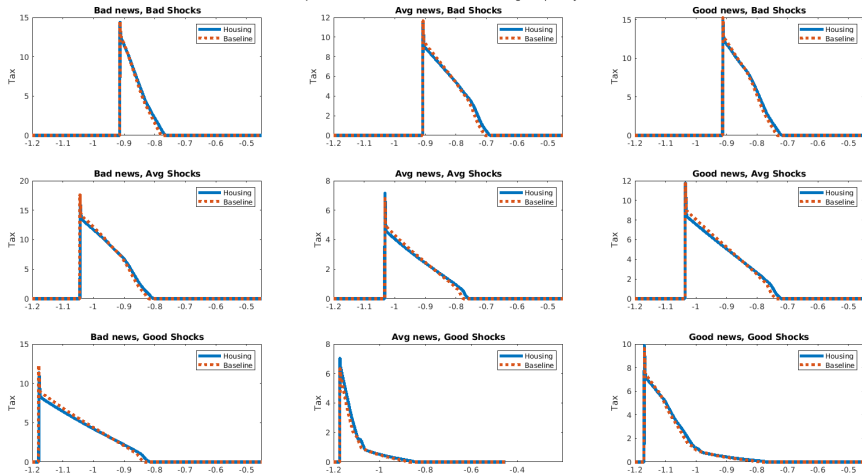 Bad news, Bad Shocks
Avg news, Bad Shocks
Good news, Bad Shocks
15
10
5
0
Tax
Housing
Baseline
-1.2 -1.1 -1 -0.9 -0.8 -0.7 -0.6 -0.5
12
10
8
6
4
2
0
Tax
Housing
Baseline
-1.2 -1.1 -1 -0.9 -0.8 -0.7 -0.6 -0.5
15
10
5
0
Tax
Housing
Baseline
-1.2 -1.1 -1 -0.9 -0.8 -0.7 -0.6 -0.5
Bad news, Avg Shocks
Avg news, Avg Shocks
Good news, Avg Shocks
20
15
10
5
0
Tax
Housing
Baseline
-1.2 -1.1 -1 -0.9 -0.8 -0.7 -0.6 -0.5
8
6
4
2
0
Tax
Housing
Baseline
-1.2 -1.1 -1 -0.9 -0.8 -0.7 -0.6 -0.5
12
10
8
6
4
2
0
Tax
Housing
Baseline
-1.2 -1.1 -1 -0.9 -0.8 -0.7 -0.6 -0.5
Bad news, Good Shocks
Avg news, Good Shocks
Good news, Good Shocks
15
10
5
0
Tax
Housing
Baseline
-1.2 -1.1 -1 -0.9 -0.8 -0.7 -0.6 -0.5
8
6
4
2
0
Tax
Housing
Baseline
-1.2 -1 -0.8 -0.6 -0.4
10
8
6
4
2
0
Tax
Housing
Baseline
-1.2 -1.1 -1 -0.9 -0.8 -0.7 -0.6 -0.5